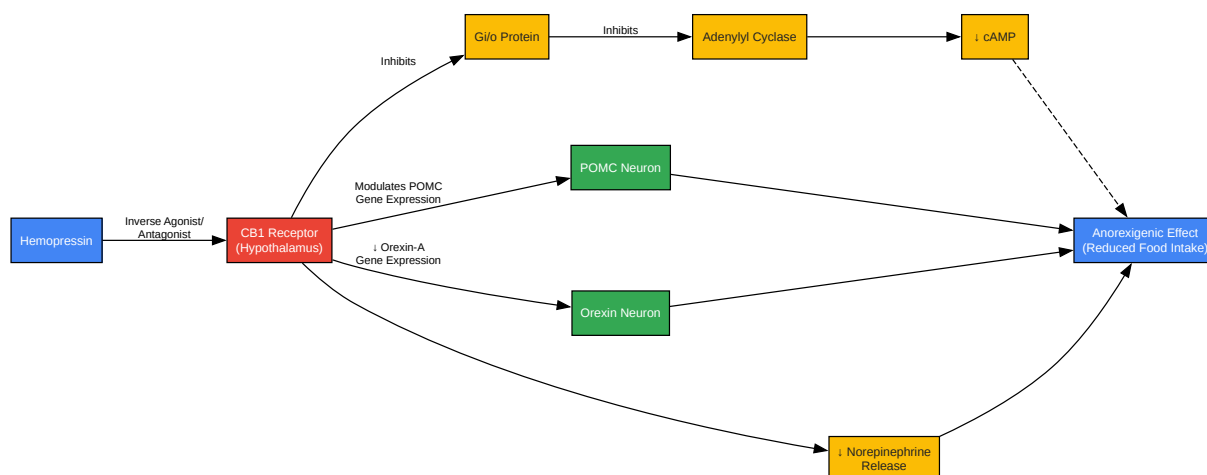 Gi/o Protein
Inhibits
Adenylyl Cyclase
↓ cAMP
Inhibits
POMC Neuron
Modulates POMC
Gene Expression
Hemopressin
Inverse Agonist/
Antagonist
CB1 Receptor
(Hypothalamus)
↓ Orexin-A
Gene Expression
Anorexigenic Effect
(Reduced Food Intake)
Orexin Neuron
↓ Norepinephrine
Release